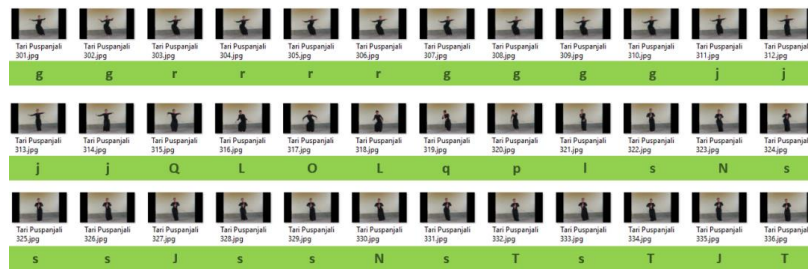 Tari Puspanjali 301.jpg Tari Puspanjali 302.jpg Tari Puspanjali 303.jpg Tari Puspanjali 304.jpg Tari Puspanjali 305.jpg Tari Puspanjali 306.jpg Tari Puspanjali 307.jpg Tari Puspanjali 308.jpg Tari Puspanjali 309.jpg Tari Puspanjali 310.jpg Tari Puspanjali 311.jpg Tari Puspanjali 312.jpg
g g r r r r g g g g j j
Tari Puspanjali 313.jpg Tari Puspanjali 314.jpg Tari Puspanjali 315.jpg Tari Puspanjali 316.jpg Tari Puspanjali 317.jpg Tari Puspanjali 318.jpg Tari Puspanjali 319.jpg Tari Puspanjali 320.jpg Tari Puspanjali 321.jpg Tari Puspanjali 322.jpg Tari Puspanjali 323.jpg Tari Puspanjali 324.jpg
j j Q L O L q p l s N s
Tari Puspanjali 325.jpg Tari Puspanjali 326.jpg Tari Puspanjali 327.jpg Tari Puspanjali 328.jpg Tari Puspanjali 329.jpg Tari Puspanjali 330.jpg Tari Puspanjali 331.jpg Tari Puspanjali 332.jpg Tari Puspanjali 333.jpg Tari Puspanjali 334.jpg Tari Puspanjali 335.jpg Tari Puspanjali 336.jpg
s s J s s N s T s T J T